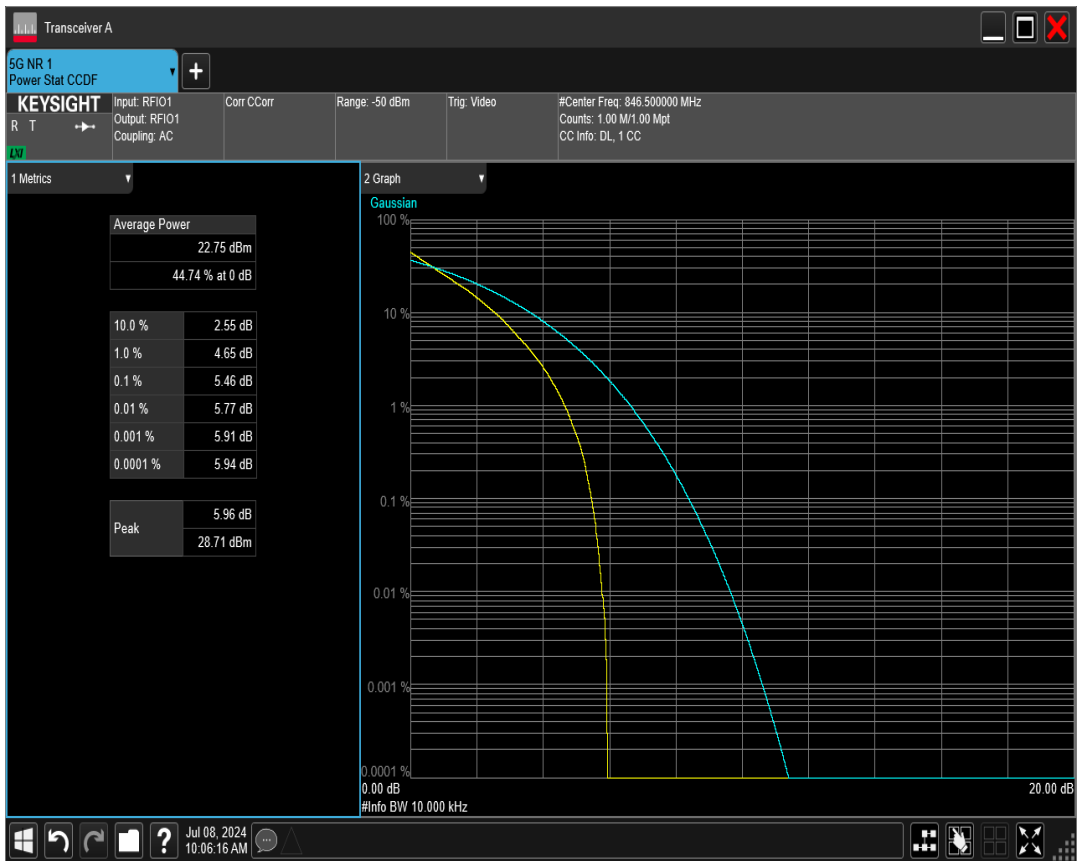 Transceiver A
5G NR 1
Power Stat CCDF
KEYSIGHT
R T
LXI
Input: RFIO1
Output: RFIO1
Coupling: AC
Corr CCorr
Range: -50 dBm
Trig: Video
#Center Freq: 846.500000 MHz
Counts: 1.00 M/1.00 Mpt
CC Info: DL, 1 CC
1 Metrics
Average Power
22.75 dBm
44.74 % at 0 dB
10.0 % 2.55 dB
1.0 % 4.65 dB
0.1 % 5.46 dB
0.01 % 5.77 dB
0.001 % 5.91 dB
0.0001 % 5.94 dB
Peak 5.96 dB
28.71 dBm
2 Graph
Gaussian
100 %
10 %
1 %
0.1 %
0.01 %
0.001 %
0.0001 %
0.00 dB 20.00 dB
#Info BW 10.000 kHz
Jul 08, 2024
10:06:16 AM